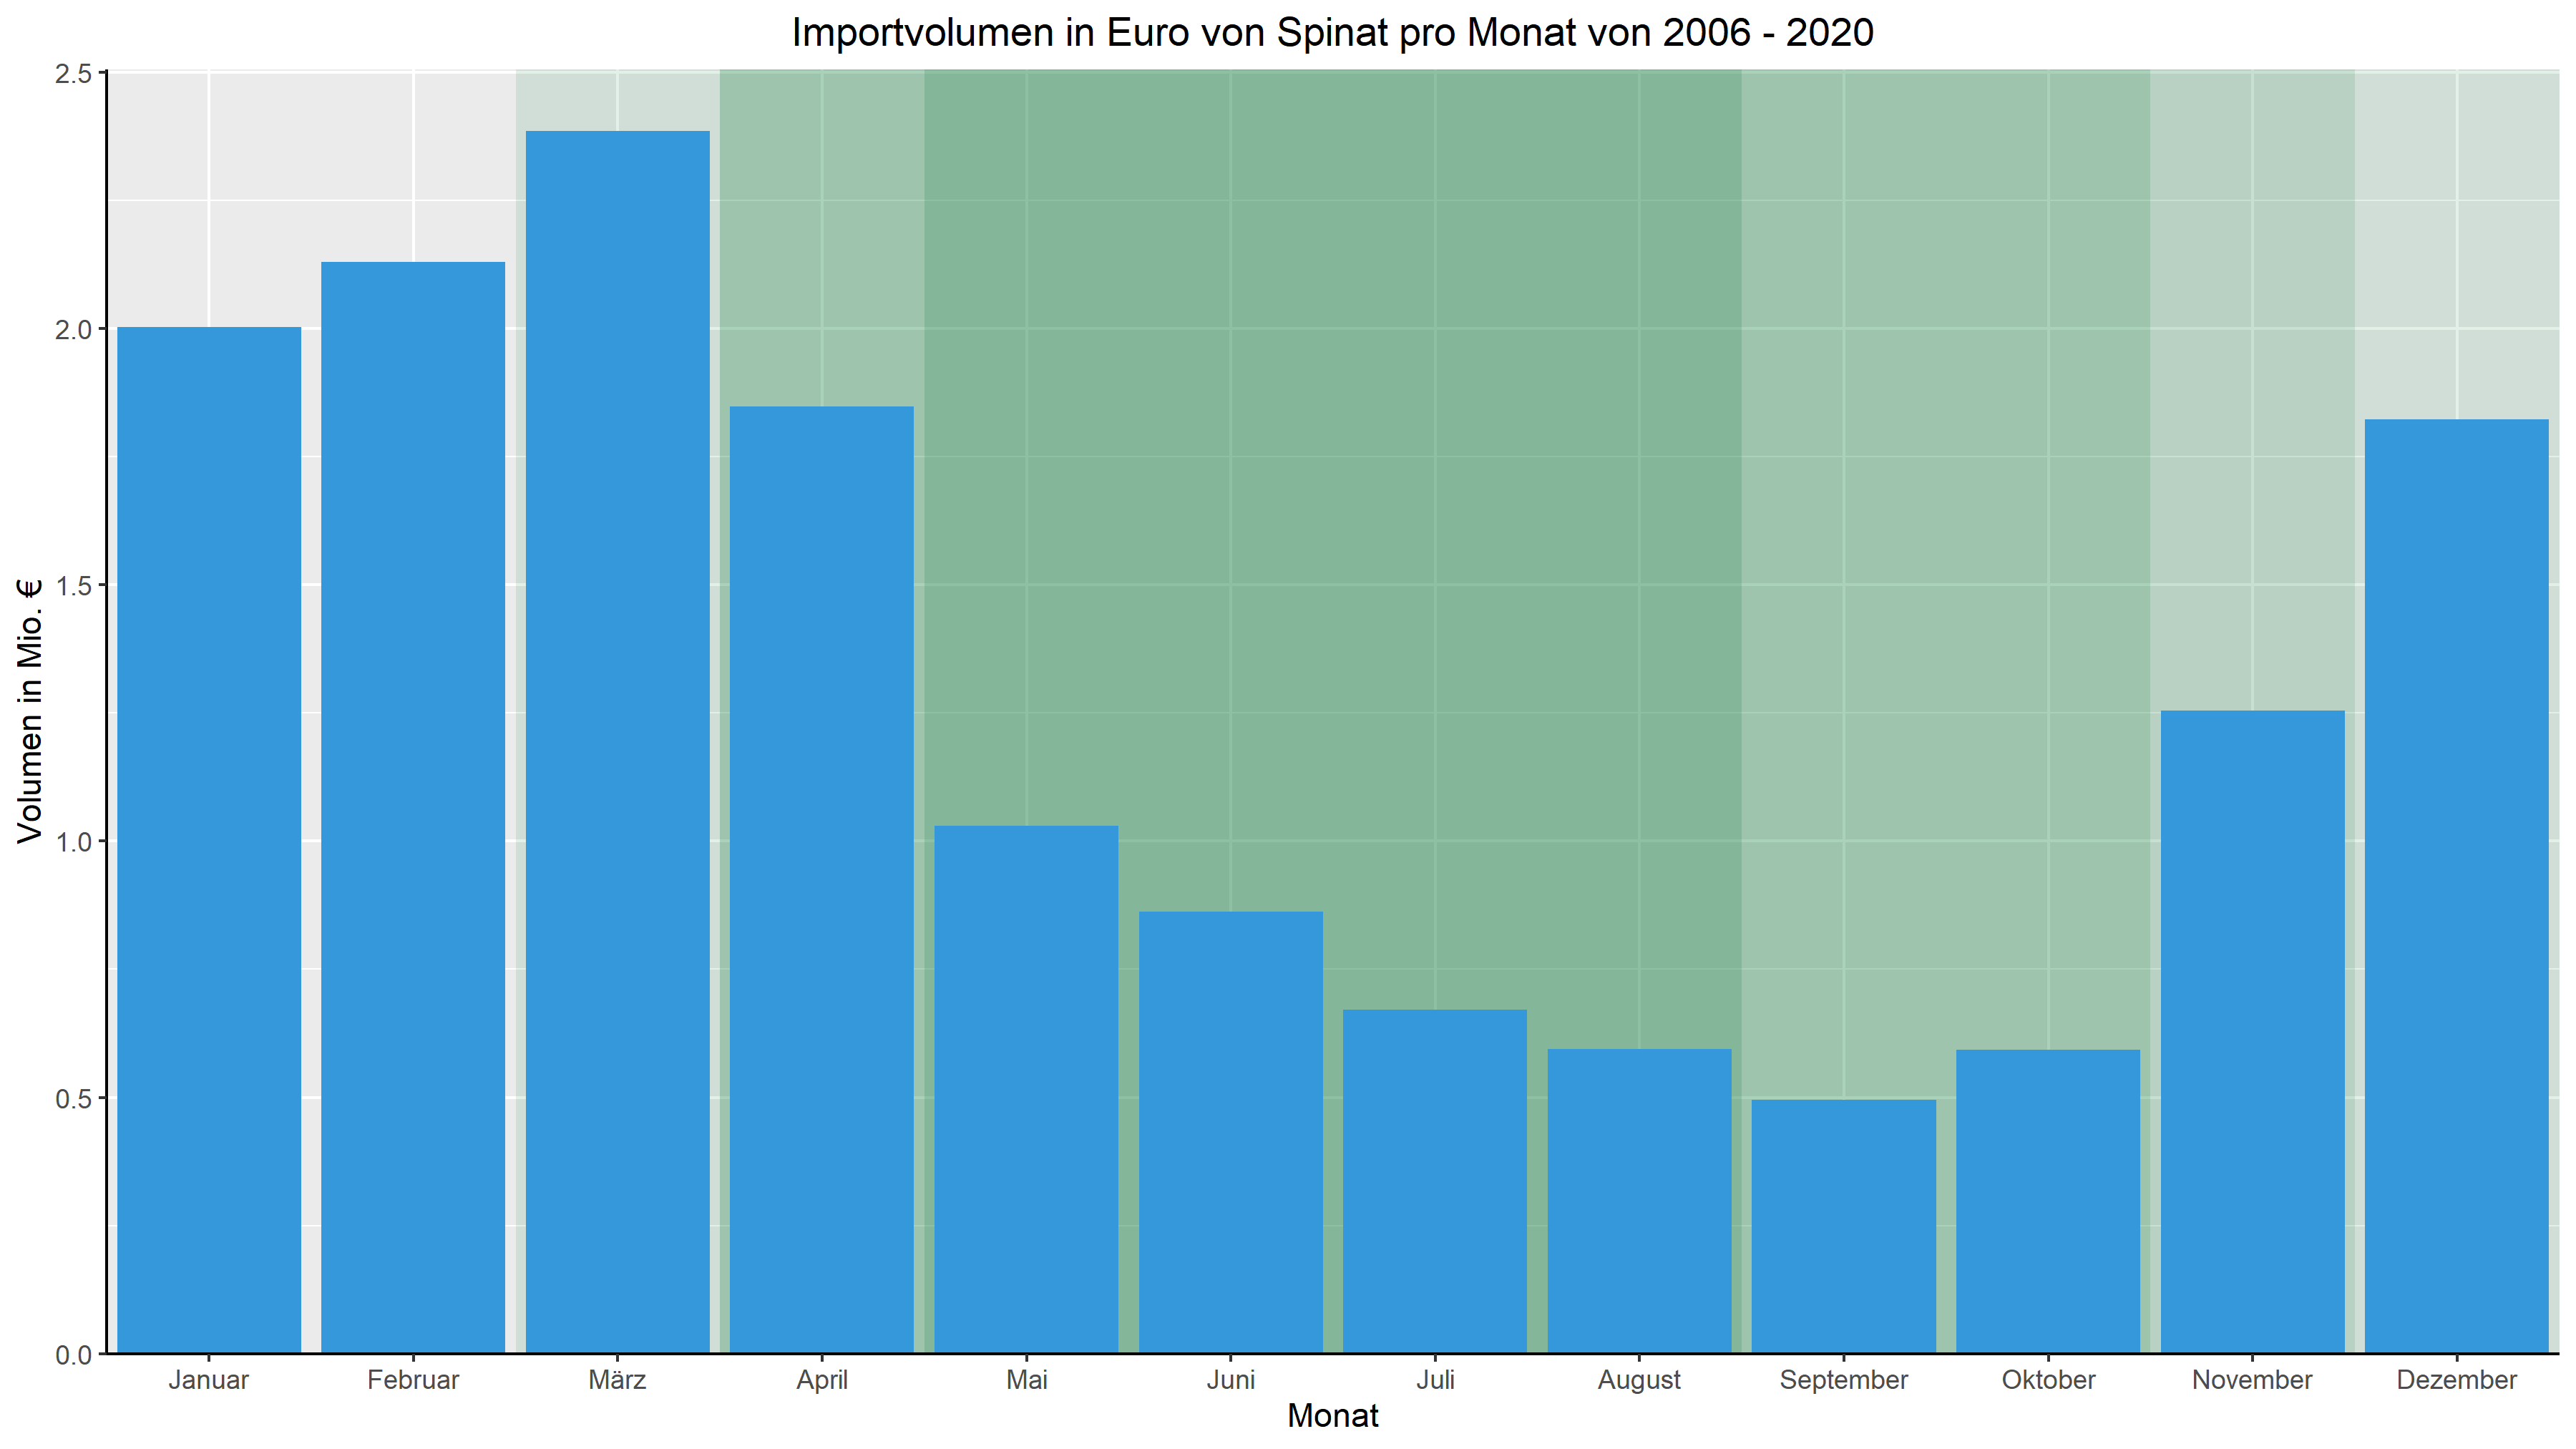 Importvolumen in Euro von Spinat pro Monat von 2006 - 2020
Volumen in Mio. €
2.5
2.0
1.5
1.0
0.5
0.0
Januar Februar März April Mai Juni Juli August September Oktober November Dezember
Monat